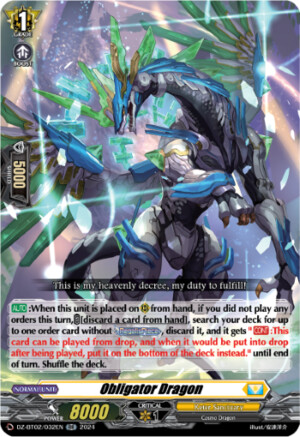 1
GRADE
BOOST
5000
SHIELD
This is my heavenly decree, my duty to fulfill!
AUTO :When this unit is placed on from hand, if you did not play any
orders this turn, [discard a card from hand], search your deck for up
to one order card without , discard it, and it gets " CONT :This
card can be played from drop, and when it would be put into
drop after being played, put it on the bottom of the deck instead." until end
of turn. Shuffle the deck.
NORMAL UNIT
Obligator Dragon
DZ-BT02/032EN 2024
POWER
8000
CRITICAL
1
Cosmo Dragon